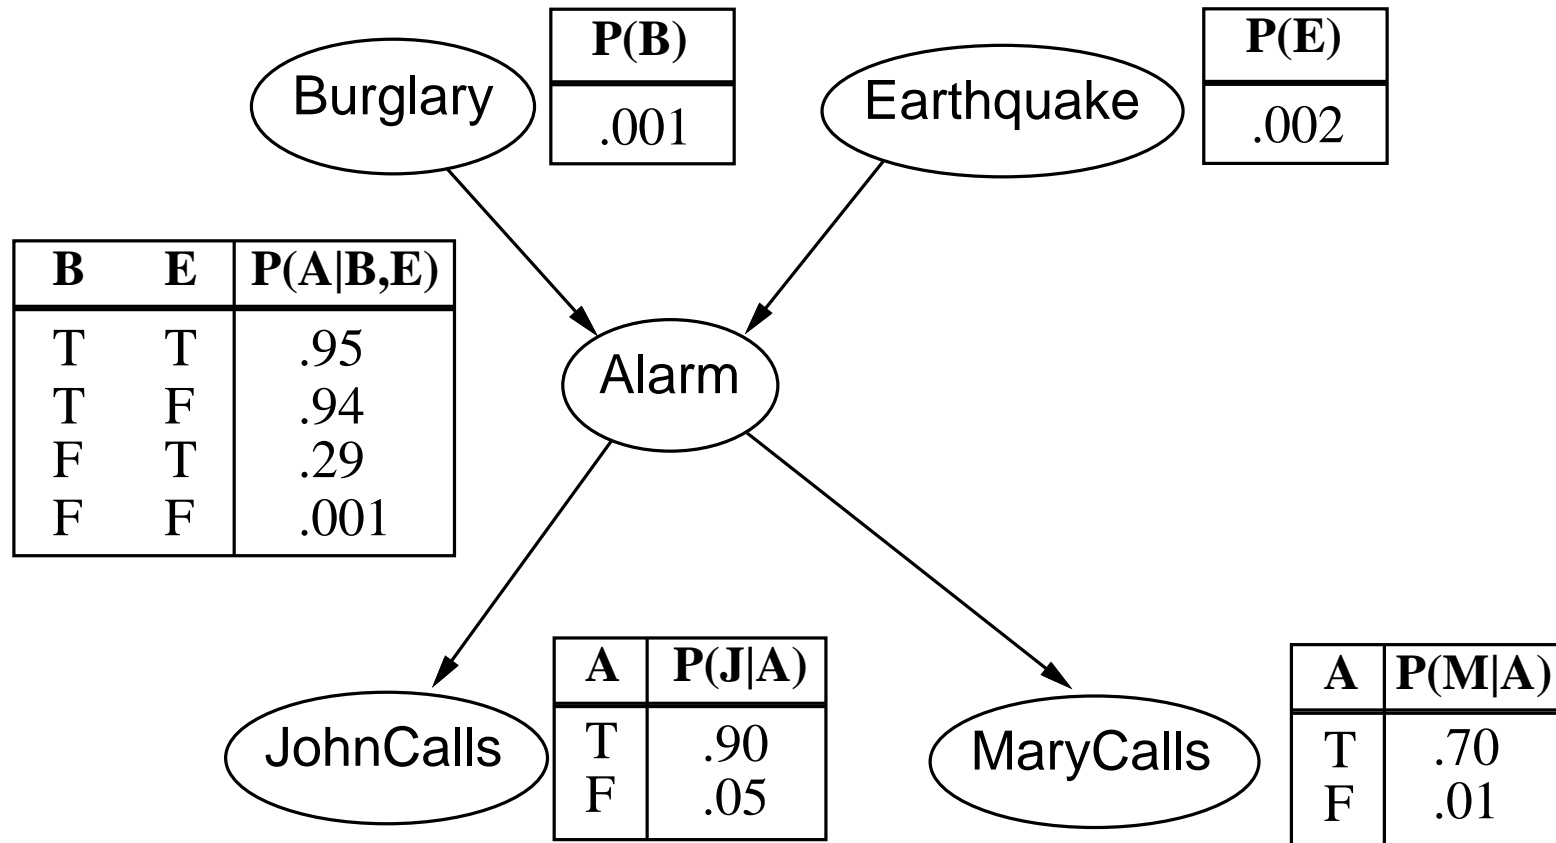 Burglary
P(B)
.001
Earthquake
P(E)
.002
B E P(A|B,E)
T T .95
T F .94
F T .29
F F .001
Alarm
JohnCalls
A P(J|A)
T .90
F .05
MaryCalls
A P(M|A)
T .70
F .01